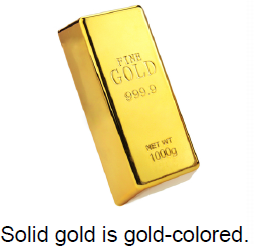 FINE
GOLD
999.9
NET WT
1000g
Solid gold is gold-colored.